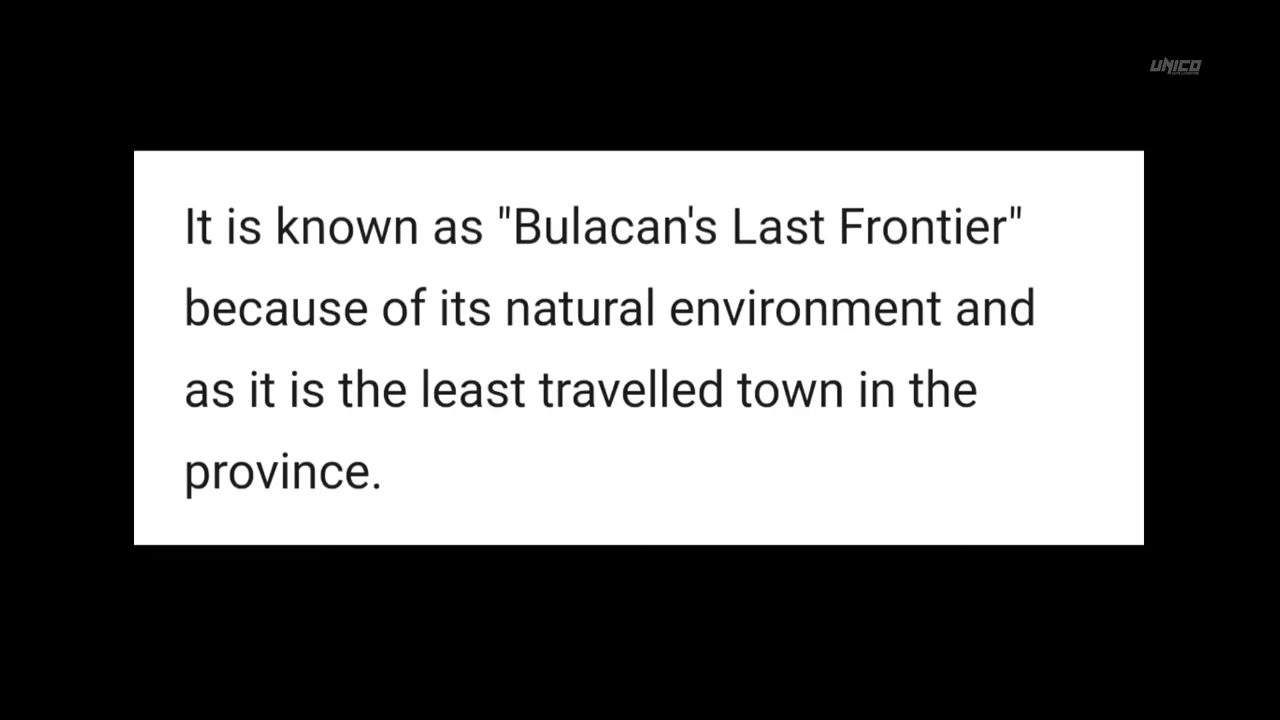 UNICO
It is known as "Bulacan's Last Frontier"
because of its natural environment and
as it is the least travelled town in the
province.